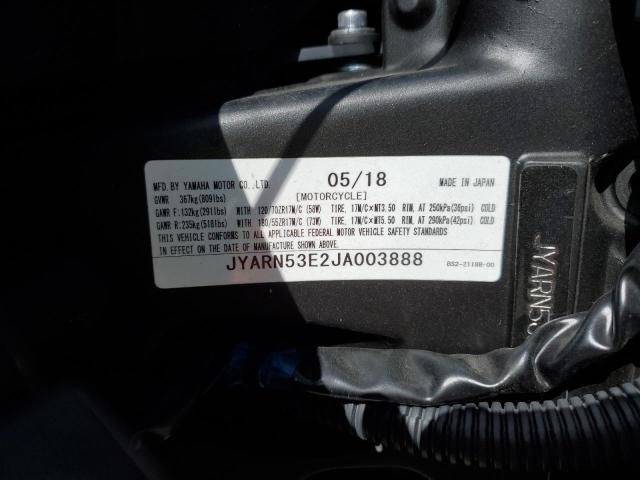 MFD. BY YAMAHA MOTOR CO.,LTD. 05/18 MADE IN JAPAN
GVWR 367kg(809lbs) [MOTORCYCLE]
GAWR F:132kg(291lbs) WITH 120/70ZR17M/C (58W) TIRE, 17M/C×MT3.50 RIM, AT 250kPa(36psi) COLD
GAWR R:235kg(518lbs) WITH 180/55ZR17M/C (73W) TIRE, 17M/C×MT5.50 RIM, AT 290kPa(42psi) COLD
THIS VEHICLE CONFORMS TO ALL APPLICABLE FEDERAL MOTOR VEHICLE SAFETY STANDARDS
IN EFFECT ON THE DATE OF MANUFACTURE SHOWN ABOVE.
JYARN53E2JA003888 BS2-2118B-00
JYARN53